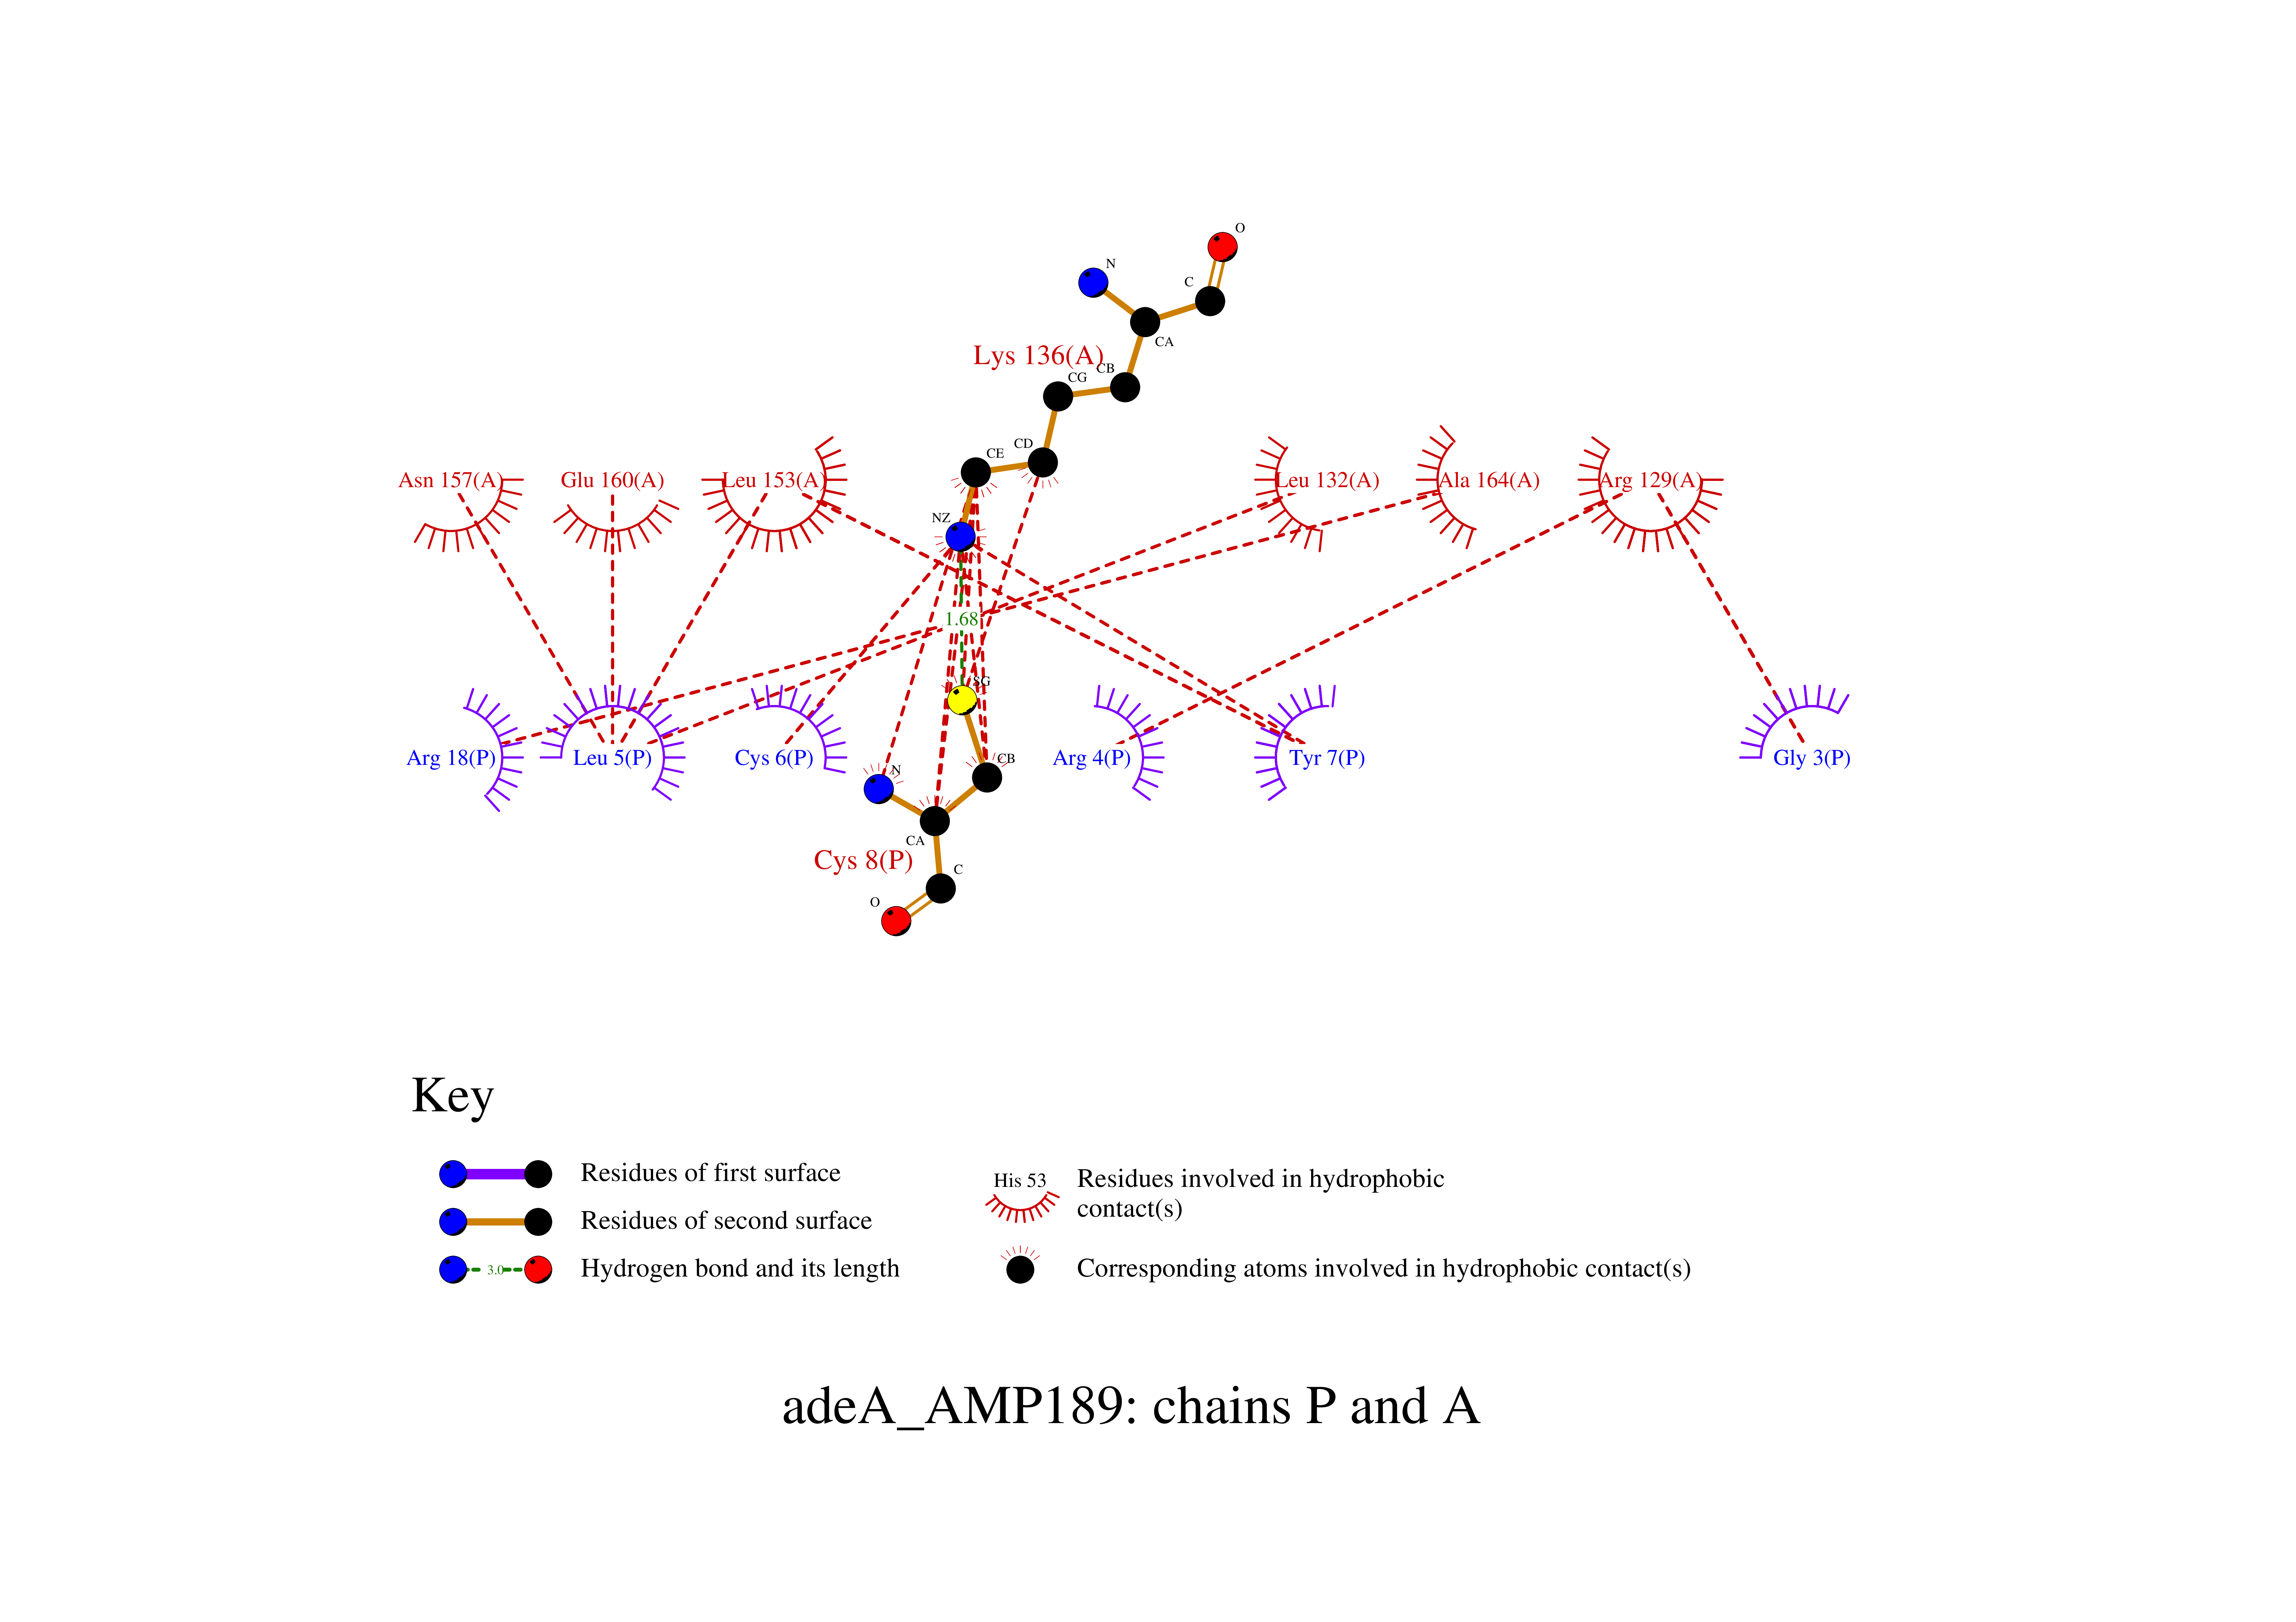 O
N
C
CA
Lys 136(A)
CB
CG
CD
CE
Asn 157(A)
Glu 160(A)
Leu 153(A)
Leu 132(A)
Ala 164(A)
Arg 129(A)
NZ
1.68
SG
Arg 18(P)
Leu 5(P)
Cys 6(P)
CB
Arg 4(P)
Tyr 7(P)
Gly 3(P)
N
CA
Cys 8(P)
C
O
Key
Residues of first surface
Residues of second surface
3.0
Hydrogen bond and its length
His 53
Residues involved in hydrophobic
contact(s)
Corresponding atoms involved in hydrophobic contact(s)
adeA_AMP189: chains P and A